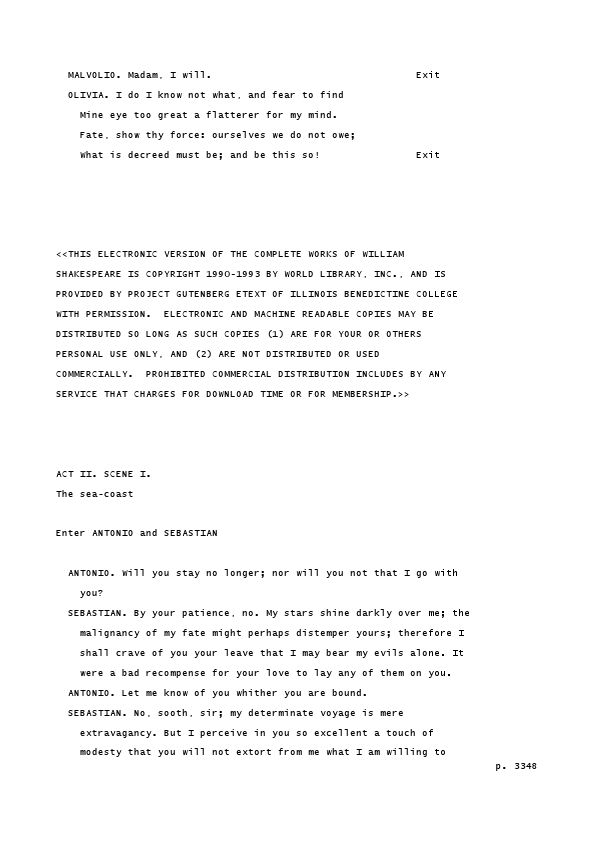 MALVOLIO. Madam, I will. Exit
OLIVIA. I do I know not what, and fear to find
Mine eye too great a flatterer for my mind.
Fate, show thy force: ourselves we do not owe;
What is decreed must be; and be this so! Exit
<<THIS ELECTRONIC VERSION OF THE COMPLETE WORKS OF WILLIAM
SHAKESPEARE IS COPYRIGHT 1990-1993 BY WORLD LIBRARY, INC., AND IS
PROVIDED BY PROJECT GUTENBERG ETEXT OF ILLINOIS BENEDICTINE COLLEGE
WITH PERMISSION. ELECTRONIC AND MACHINE READABLE COPIES MAY BE
DISTRIBUTED SO LONG AS SUCH COPIES (1) ARE FOR YOUR OR OTHERS
PERSONAL USE ONLY, AND (2) ARE NOT DISTRIBUTED OR USED
COMMERCIALLY. PROHIBITED COMMERCIAL DISTRIBUTION INCLUDES BY ANY
SERVICE THAT CHARGES FOR DOWNLOAD TIME OR FOR MEMBERSHIP.>>
ACT II. SCENE I.
The sea-coast
Enter ANTONIO and SEBASTIAN
ANTONIO. Will you stay no longer; nor will you not that I go with
you?
SEBASTIAN. By your patience, no. My stars shine darkly over me; the
malignancy of my fate might perhaps distemper yours; therefore I
shall crave of you your leave that I may bear my evils alone. It
were a bad recompense for your love to lay any of them on you.
ANTONIO. Let me know of you whither you are bound.
SEBASTIAN. No, sooth, sir; my determinate voyage is mere
extravagancy. But I perceive in you so excellent a touch of
modesty that you will not extort from me what I am willing to
p. 3348